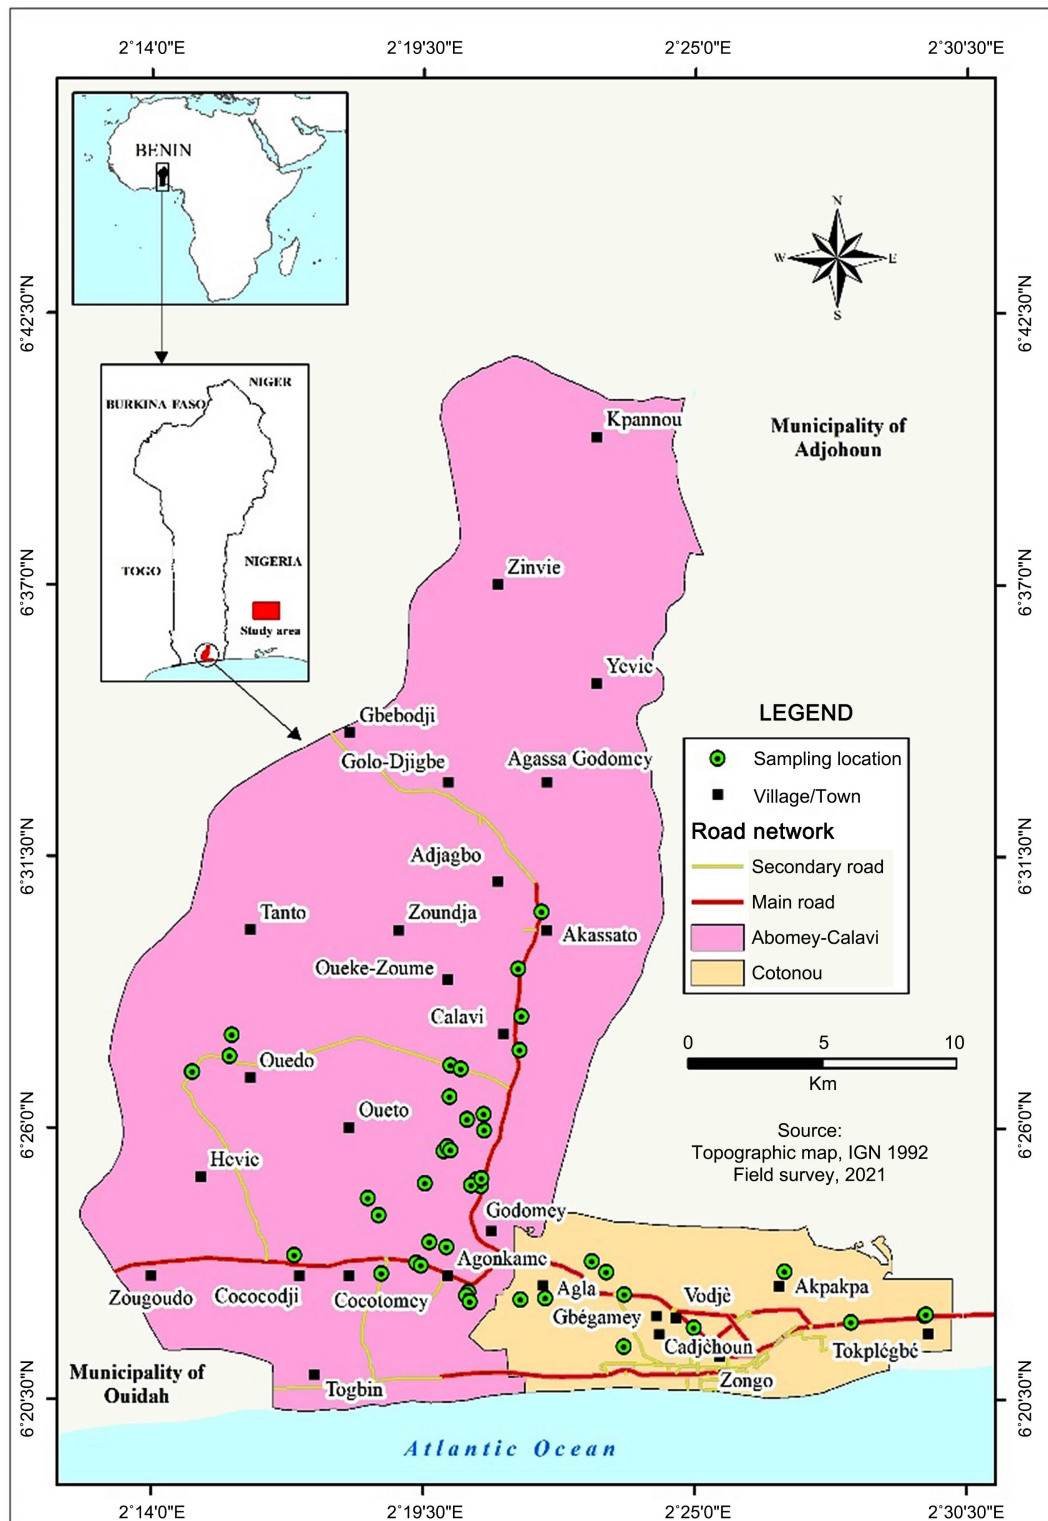 2°14'0"E
2°19'30"E
2°25'0"E
2°30'30"E
BENIN
N
W
E
S
6°42'30"N
6°42'30"N
NIGER
BURKINA FASO
TOGO
NIGERIA
Study area
Kpannou
Municipality of
Adjohoun
6°37'0"N
6°37'0"N
Zinvie
Ycvic
Gbebodji
Golo-Djigbe
Agassa Godomcy
LEGEND
Sampling location
Village/Town
Road network
Secondary road
Main road
Abomey-Calavi
Cotonou
6°31'30"N
6°31'30"N
Adjagbo
Tanto
Zoundja
Akassato
Oueke-Zoume
Calavi
0
5
10
Km
Ouedo
Oueto
6°26'0"N
6°26'0"N
Source:
Topographic map, IGN 1992
Field survey, 2021
Hcvic
Godomcy
Agonkamc
Zougoudo
Cococodji
Cocotomcy
Agla
Gbégamey
Vodjè
Akpakpa
Cadjèhoun
Tokplégbé
Zongo
Togbin
Municipality of
Ouidah
6°20'30"N
6°20'30"N
Atlantic Ocean
2°14'0"E
2°19'30"E
2°25'0"E
2°30'30"E